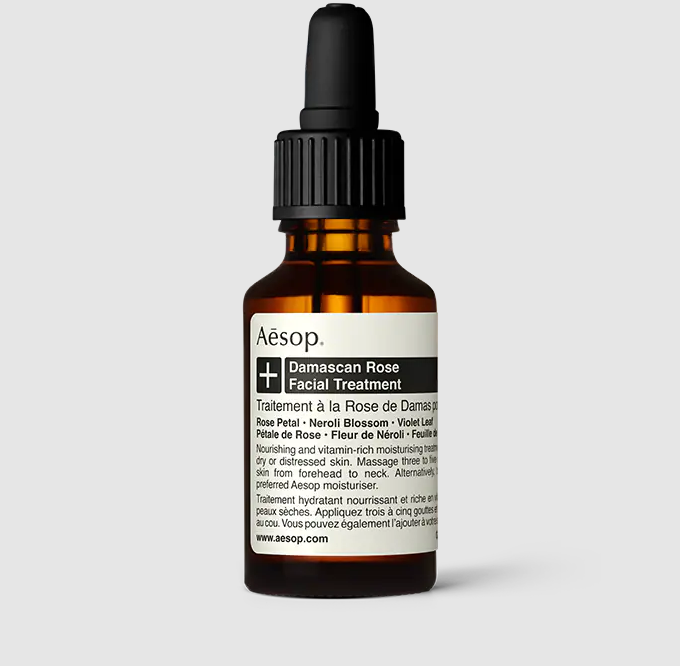 Aēsop®
Damascan Rose
Facial Treatment
Traitement à la Rose de Damas
Rose Petal • Neroli Blossom • Violet Leaf
Pétale de Rose • Fleur de Néroli • Feuille
Nourishing and vitamin-rich moisturising
dry or distressed skin. Massage three to
skin from forehead to neck. Alternatively,
preferred Aesop moisturiser.
Traitement hydratant nourrissant et riche en
peaux sèches. Appliquez trois à cinq gouttes
au cou. Vous pouvez également l'ajouter à
www.aesop.com